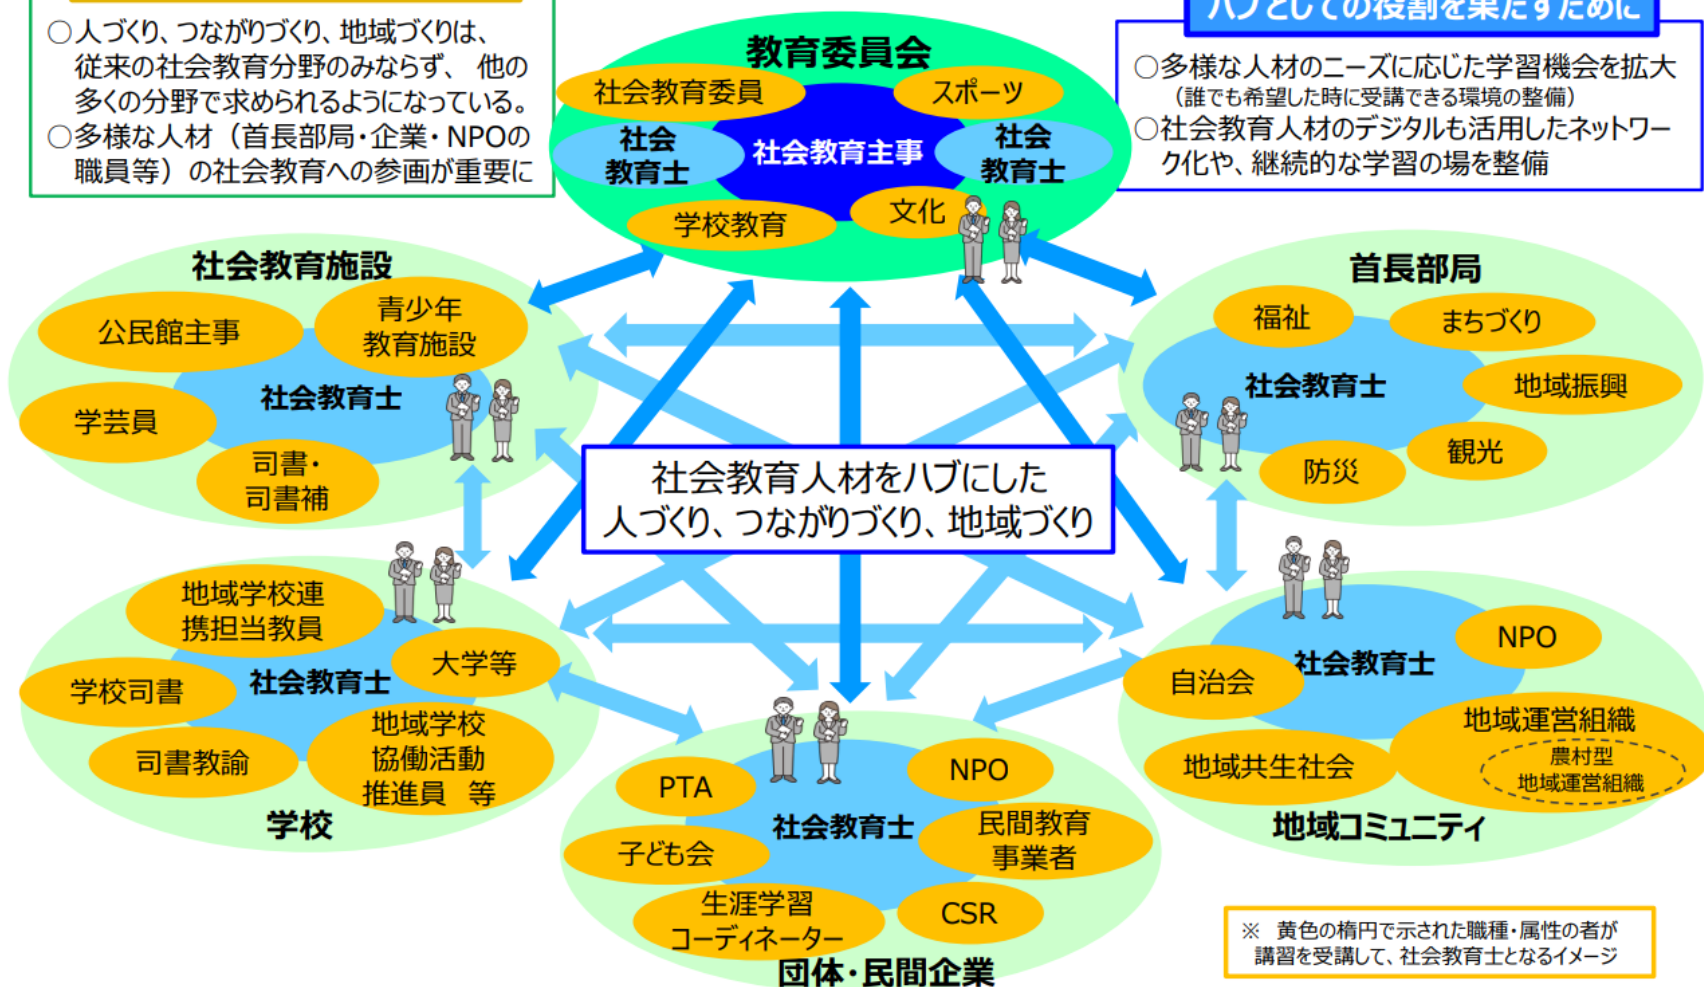 ○人づくり、つながりづくり、地域づくりは、
従来の社会教育分野のみならず、他の
多くの分野で求められるようになっている。
○多様な人材（首長部局・企業・NPOの
職員等）の社会教育への参画が重要に
ハブとしての役割を果たすために
○多様な人材のニーズに応じた学習機会を拡大
（誰でも希望した時に受講できる環境の整備）
○社会教育人材のデジタルも活用したネットワー
ク化や、継続的な学習の場を整備
教育委員会
社会教育委員
スポーツ
社会
教育士
社会教育主事
社会
教育士
学校教育
文化
社会教育施設
公民館主事
青少年
教育施設
社会教育士
学芸員
司書・
司書補
首長部局
福祉
まちづくり
社会教育士
地域振興
観光
防災
社会教育人材をハブにした
人づくり、つながりづくり、地域づくり
地域学校連
携担当教員
大学等
社会教育士
学校司書
司書教諭
地域学校
協働活動
推進員 等
学校
PTA
NPO
社会教育士
子ども会
民間教育
事業者
生涯学習
コーディネーター
CSR
団体・民間企業
NPO
社会教育士
自治会
地域運営組織
農村型
地域運営組織
地域共生社会
地域コミュニティ
※ 黄色の楕円で示された職種・属性の者が
講習を受講して、社会教育士となるイメージ